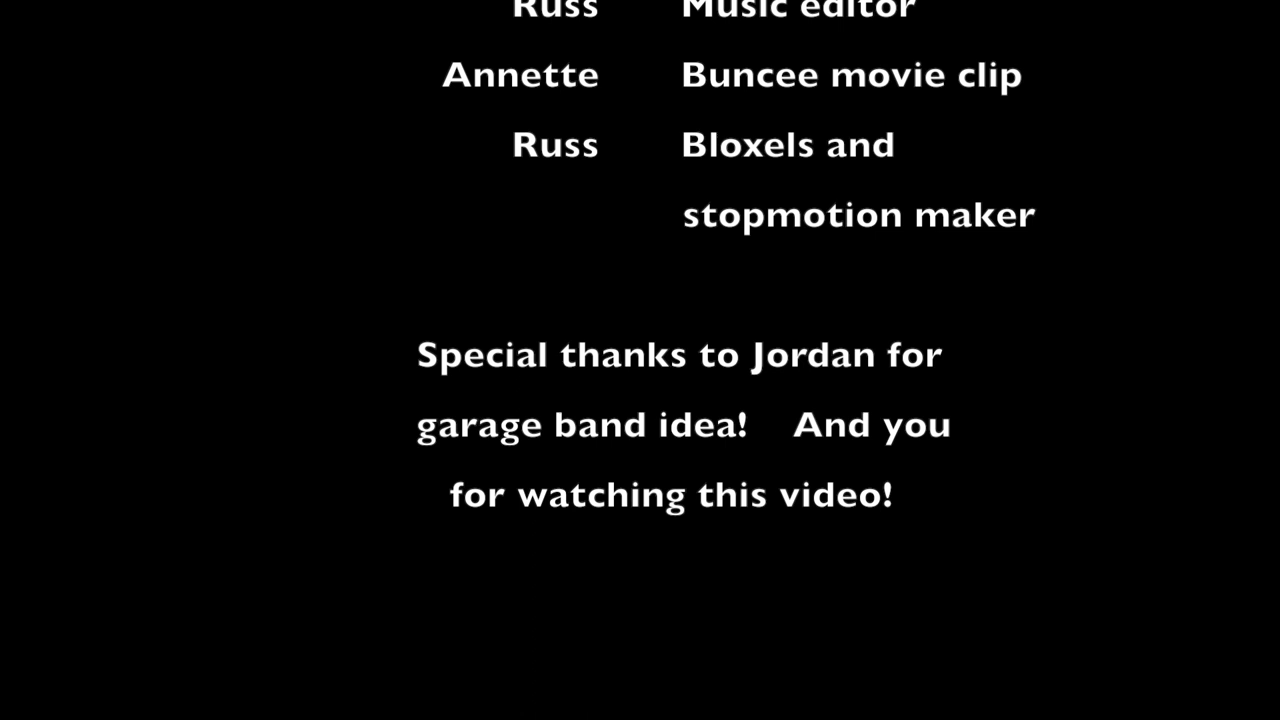 Russ Music editor
Annette Buncee movie clip
Russ Bloxels and
stopmotion maker
Special thanks to Jordan for
garage band idea! And you
for watching this video!